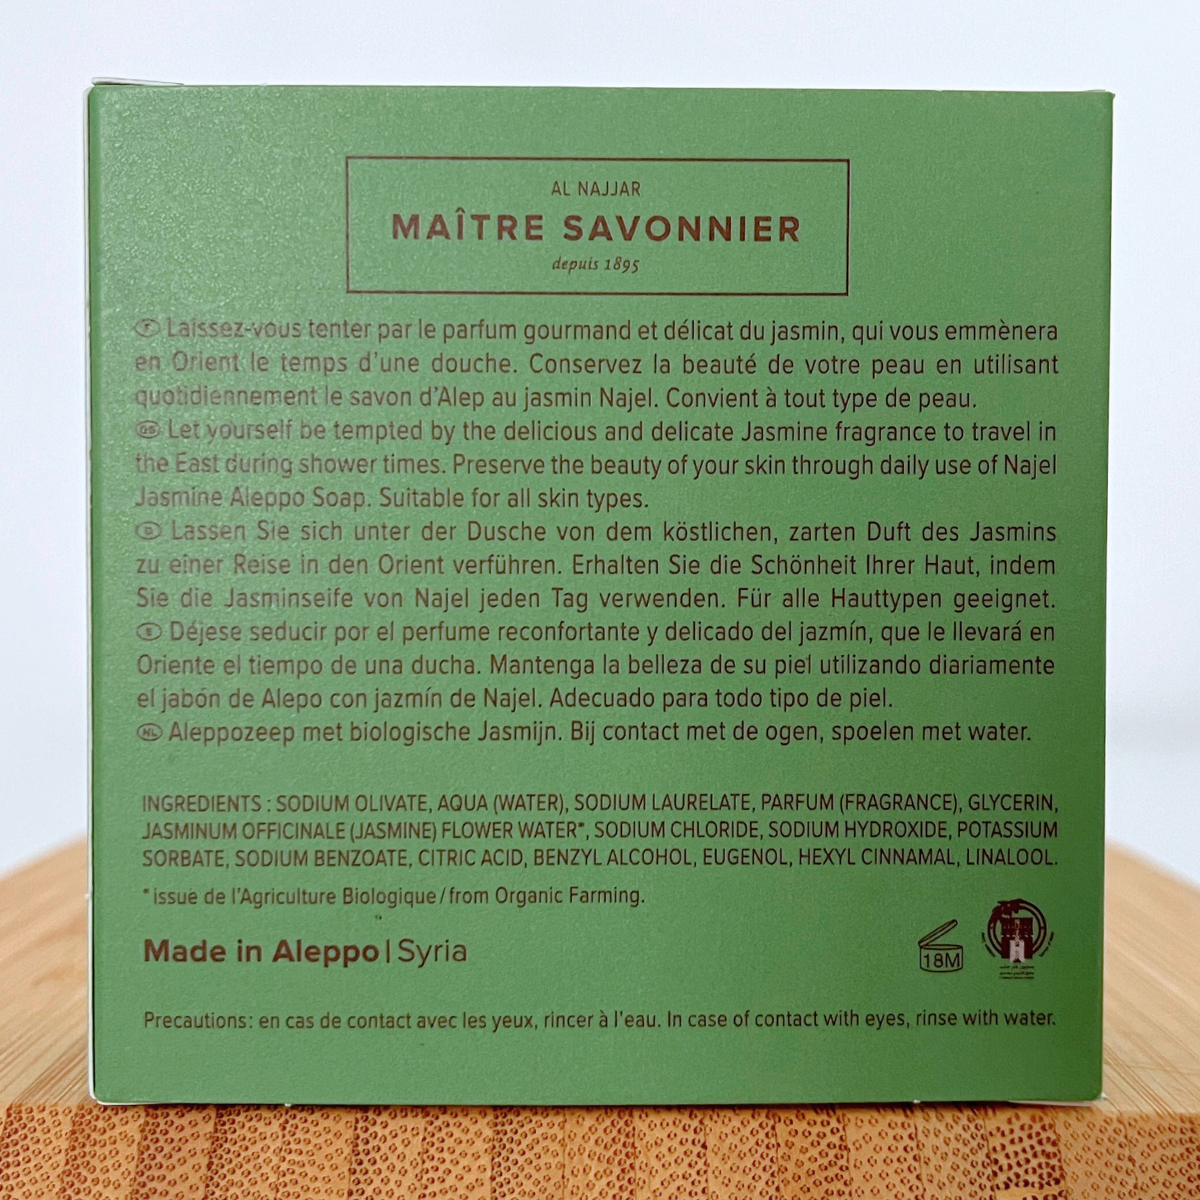 AL NAJJAR
MAÎTRE SAVONNIER
depuis 1895
F Laissez-vous tenter par le parfum gourmand et délicat du jasmin, qui vous emmènera
en Orient le temps d'une douche. Conservez la beauté de votre peau en utilisant
quotidiennement le savon d'Alep au jasmin Najel. Convient à tout type de peau.
GB Let yourself be tempted by the delicious and delicate Jasmine fragrance to travel in
the East during shower times. Preserve the beauty of your skin through daily use of Najel
Jasmine Aleppo Soap. Suitable for all skin types.
D Lassen Sie sich unter der Dusche von dem köstlichen, zarten Duft des Jasmins
zu einer Reise in den Orient verführen. Erhalten Sie die Schönheit Ihrer Haut, indem
Sie die Jasminseife von Najel jeden Tag verwenden. Für alle Hauttypen geeignet.
E Déjese seducir por el perfume reconfortante y delicado del jazmín, que le llevará en
Oriente el tiempo de una ducha. Mantenga la belleza de su piel utilizando diariamente
el jabón de Alepo con jazmín de Najel. Adecuado para todo tipo de piel.
NL Aleppozeep met biologische Jasmijn. Bij contact met de ogen, spoelen met water.
INGREDIENTS : SODIUM OLIVATE, AQUA (WATER), SODIUM LAURELATE, PARFUM (FRAGRANCE), GLYCERIN,
JASMINUM OFFICINALE (JASMINE) FLOWER WATER*, SODIUM CHLORIDE, SODIUM HYDROXIDE, POTASSIUM
SORBATE, SODIUM BENZOATE, CITRIC ACID, BENZYL ALCOHOL, EUGENOL, HEXYL CINNAMAL, LINALOOL.
*issue de l'Agriculture Biologique / from Organic Farming.
Made in Aleppo | Syria
18M
Precautions: en cas de contact avec les yeux, rincer à l'eau. In case of contact with eyes, rinse with water.